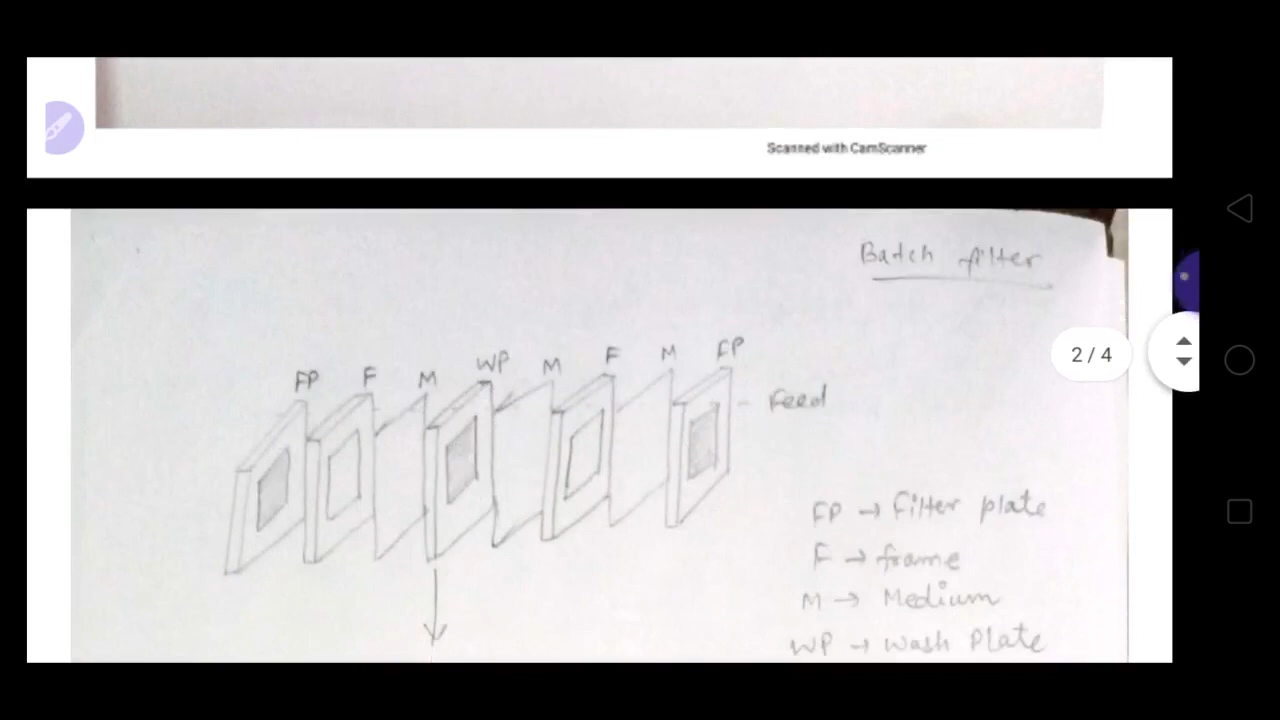 Scanned with CamScanner
Batch filter
FP F M WP M F M FP
Feed
2 / 4
FP → Filter plate
F → frame
M → Medium
WP → Wash Plate